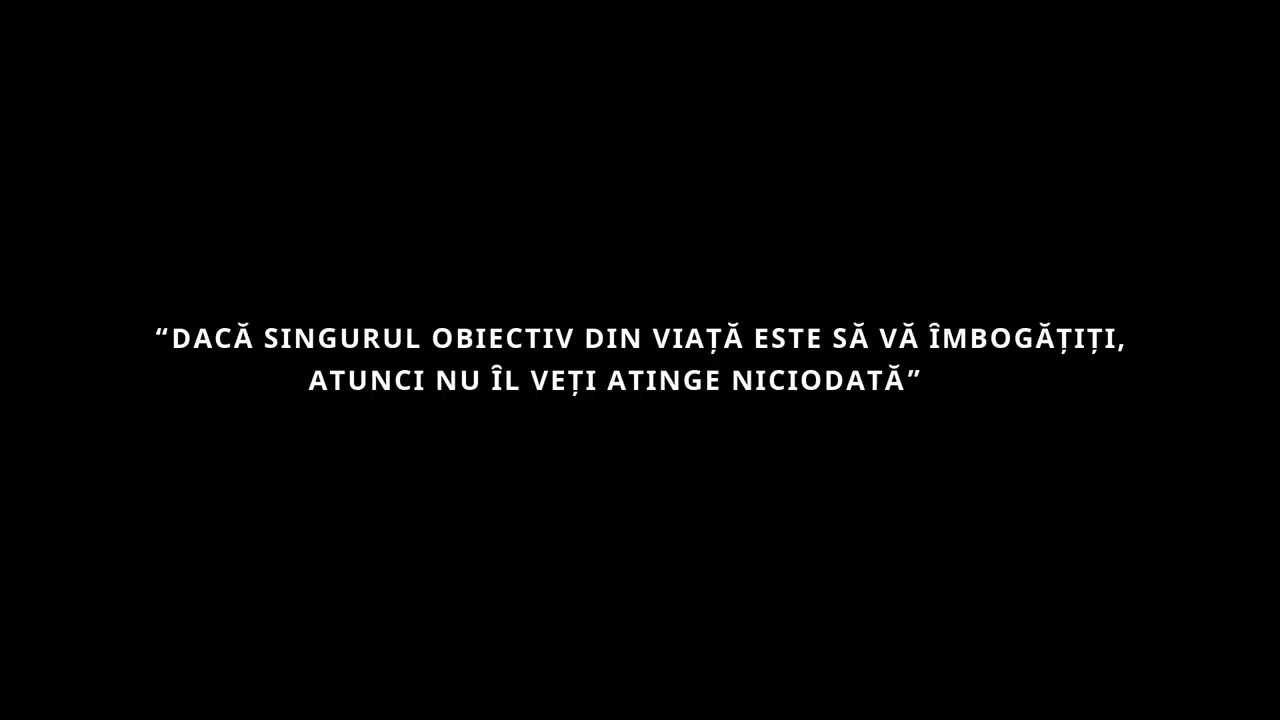 “DACĂ SINGURUL OBIECTIV DIN VIAȚĂ ESTE SĂ VĂ ÎMBOGĂȚIȚI,
ATUNCI NU ÎL VEȚI ATINGE NICIODATĂ”